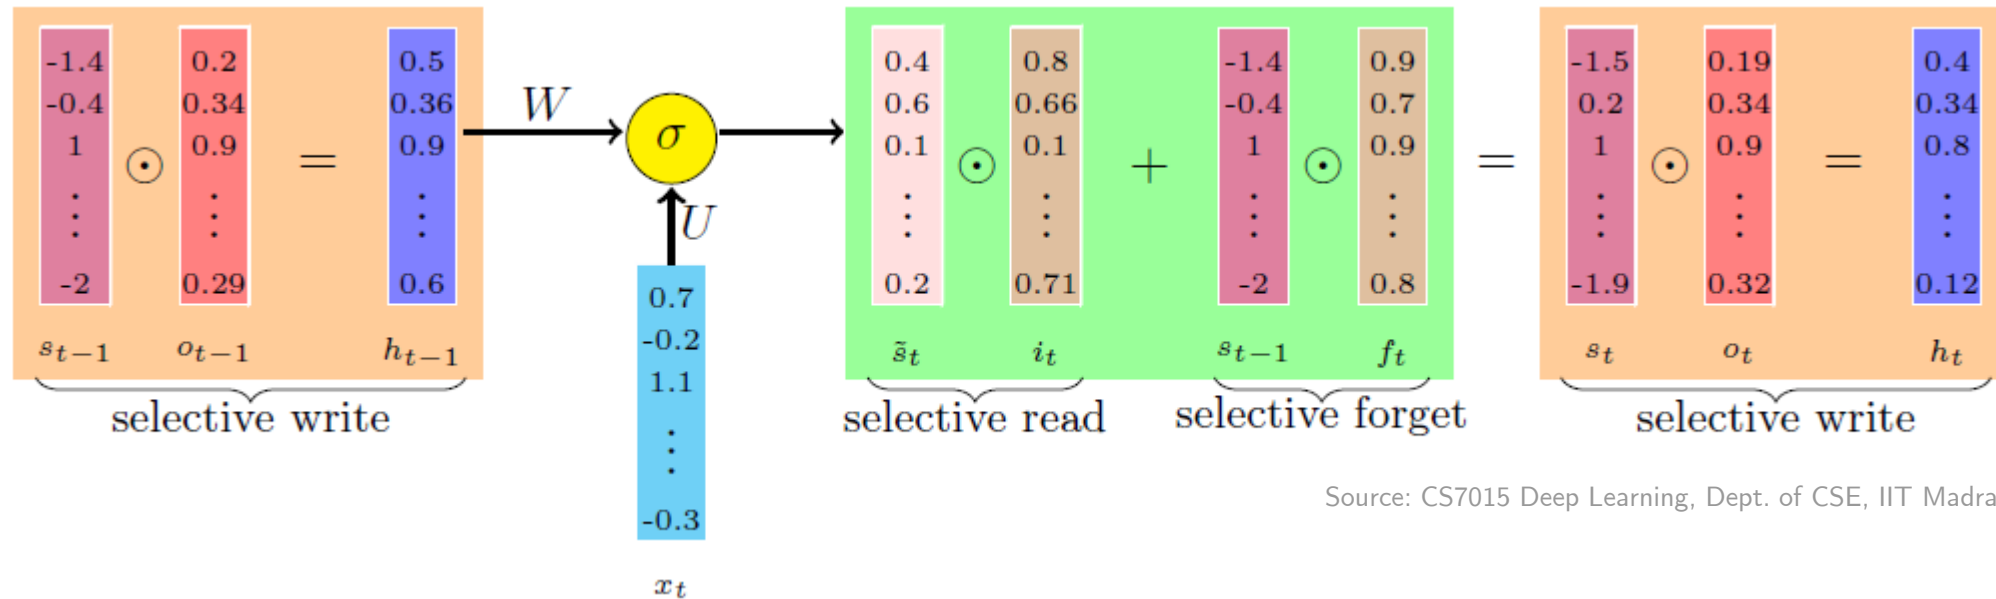 -1.4 0.2 0.5 0.4 0.8 -1.4 0.9 -1.5 0.19 0.4
-0.4 0.34 0.36 W 0.6 0.66 -0.4 0.7 0.2 0.34 0.34
1 ⊙ 0.9 = 0.9 σ 0.1 ⊙ 0.1 + 1 ⊙ 0.9 = 1 ⊙ 0.9 = 0.8
⋮ ⋮ ⋮ U ⋮ ⋮ ⋮ ⋮ ⋮ ⋮ ⋮
-2 0.29 0.6 0.2 0.71 -2 0.8 -1.9 0.32 0.12
s_{t-1} o_{t-1} h_{t-1} s̃_t i_t s_{t-1} f_t s_t o_t h_t
selective write selective read selective forget selective write
0.7
-0.2
1.1
⋮
-0.3
x_t
Source: CS7015 Deep Learning, Dept. of CSE, IIT Madra